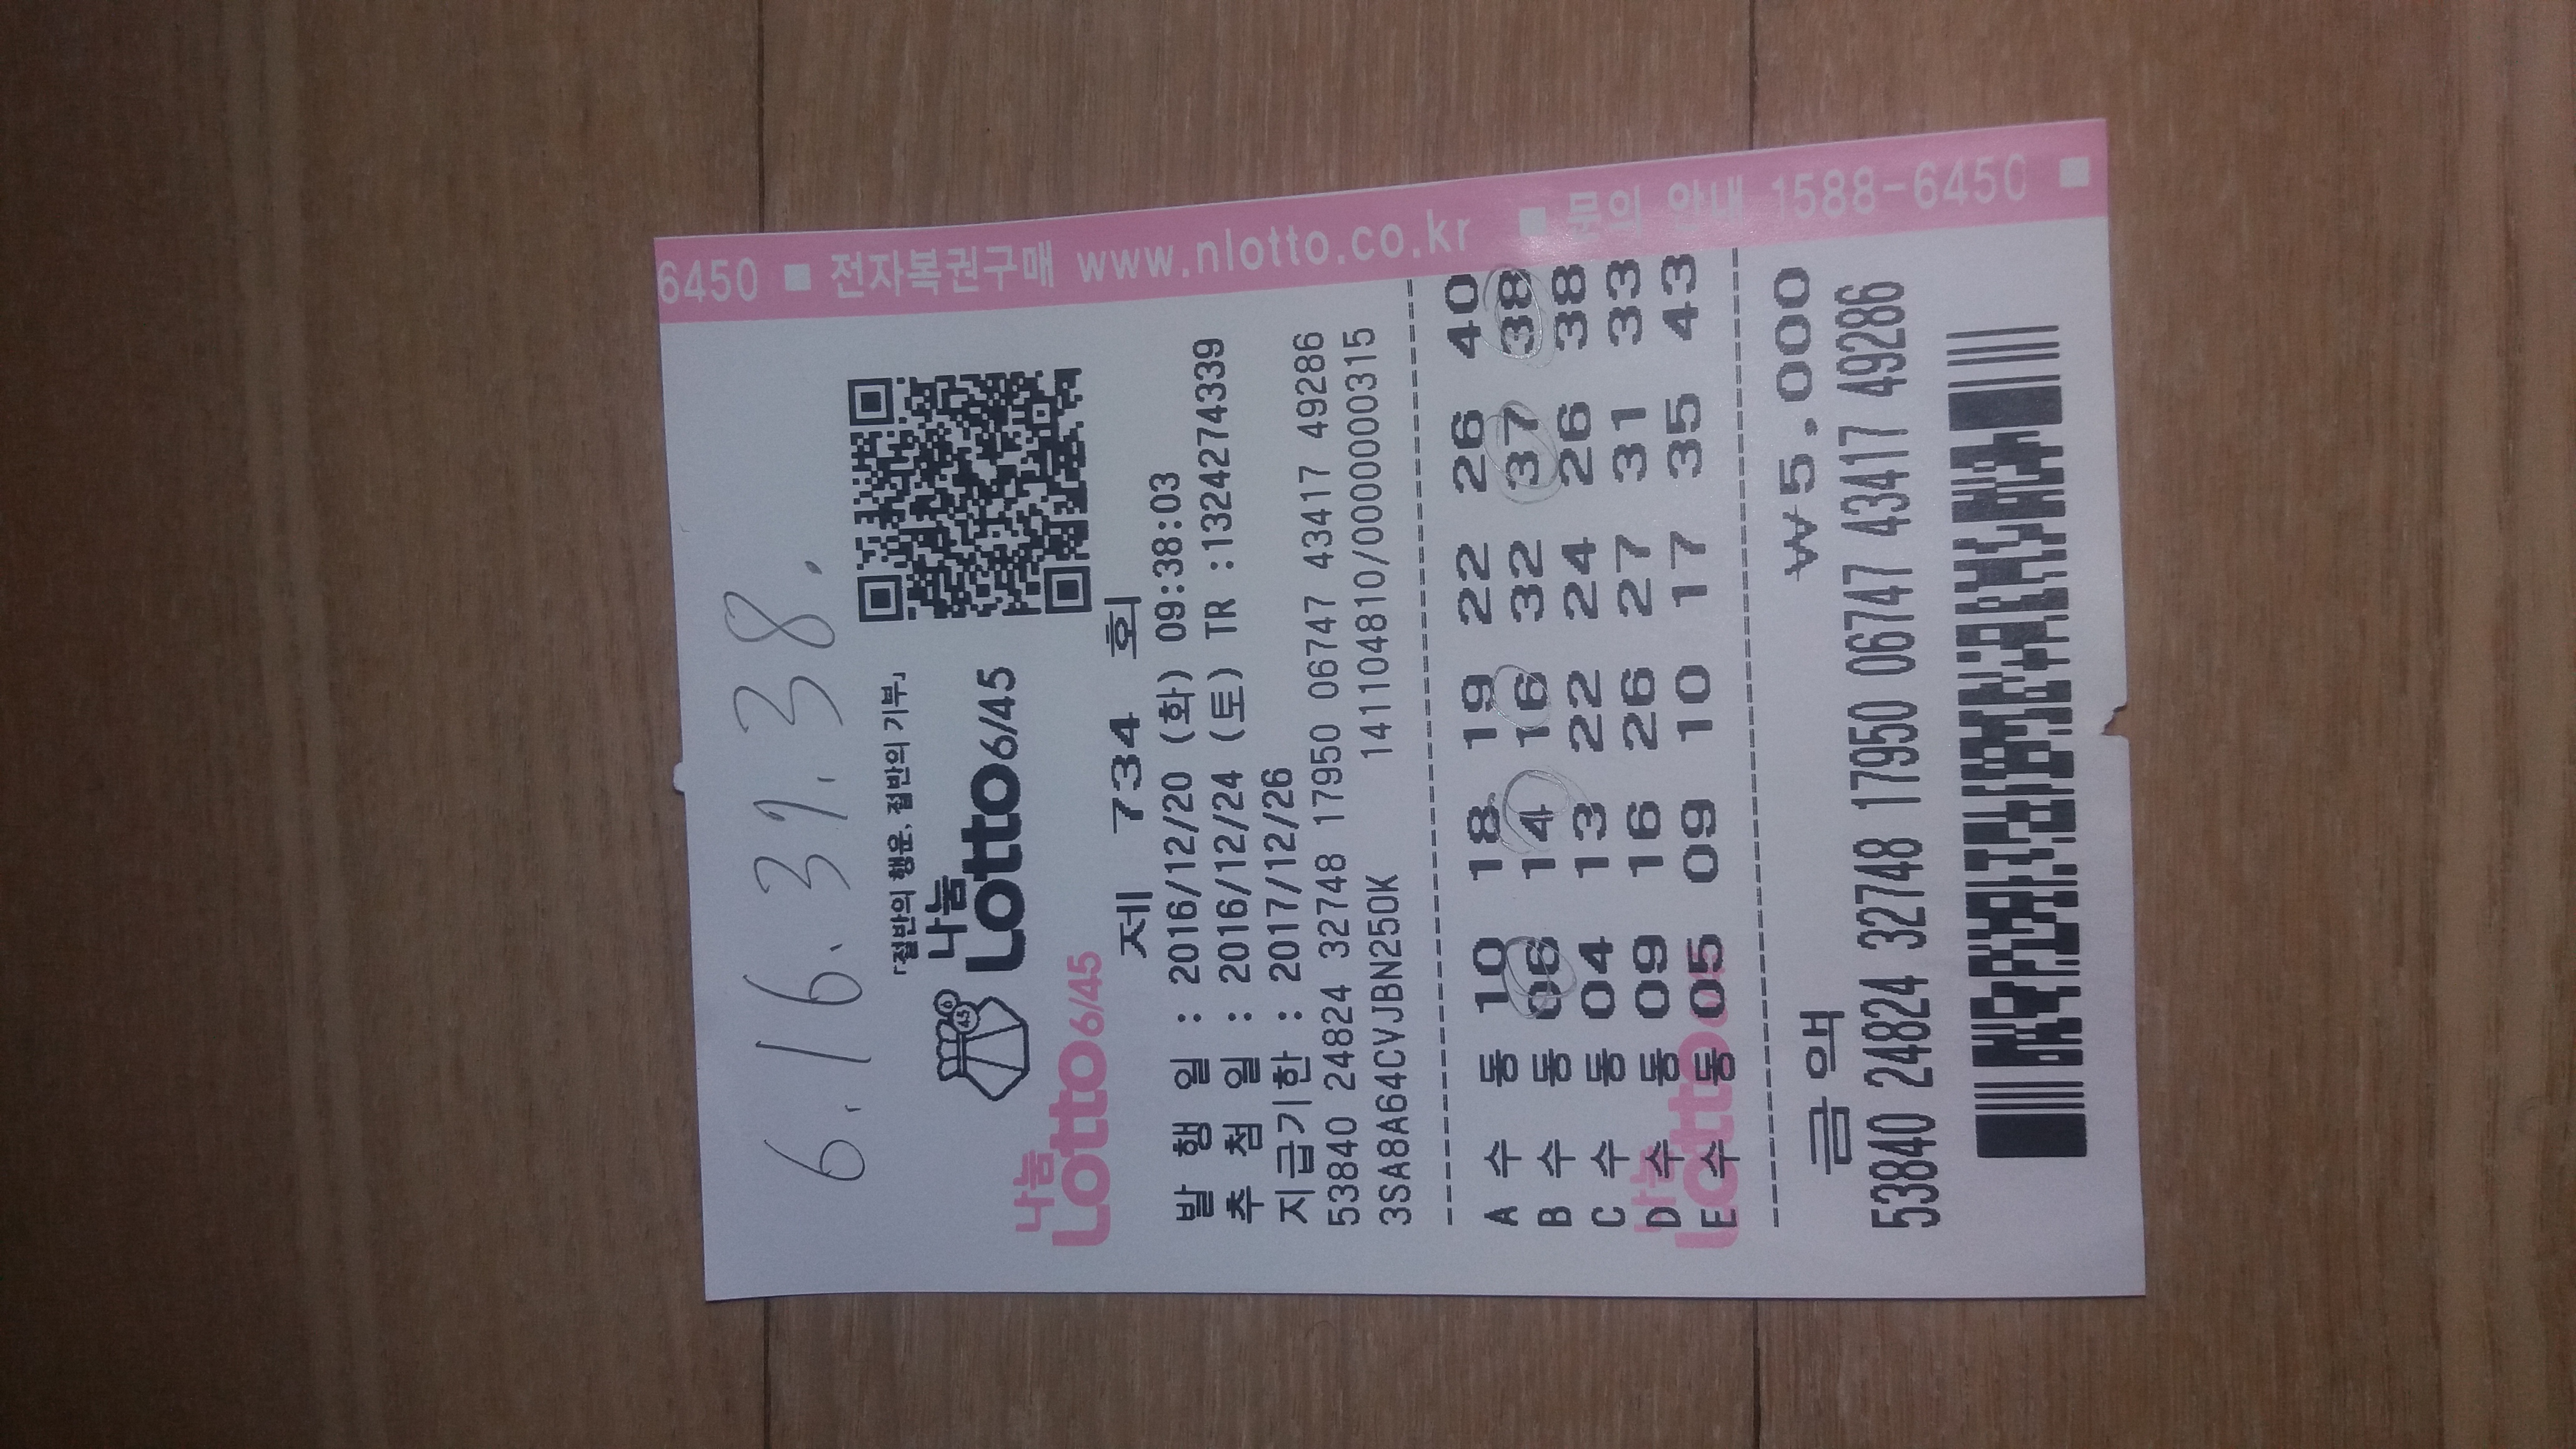 6450 ■ 전자복권구매 www.nlotto.co.kr ■ 문의 안내 1588-6450 ■
6. 16. 37. 38.
「절반의 행운, 절반의 기부」
나눔
Lotto6/45
나눔
Lotto6/45
제 734 회
발 행 일 : 2016/12/20 (화) 09:38:03
추 첨 일 : 2016/12/24 (토) TR :1324274339
지급기한 : 2017/12/26
53840 24824 32748 17950 06747 43417 49286
3SA8A64CVJBN250K 1411104810/0000000315
A 수 동 10 18 19 22 26 40
B 수 동 06 14 16 32 37 38
C 수 동 04 13 22 24 26 38
D 수 동 09 16 26 27 31 33
E 수 동 05 09 10 17 35 43
나눔
Lotto6/45
금액 ₩5.000
53840 24824 32748 17950 06747 43417 49286